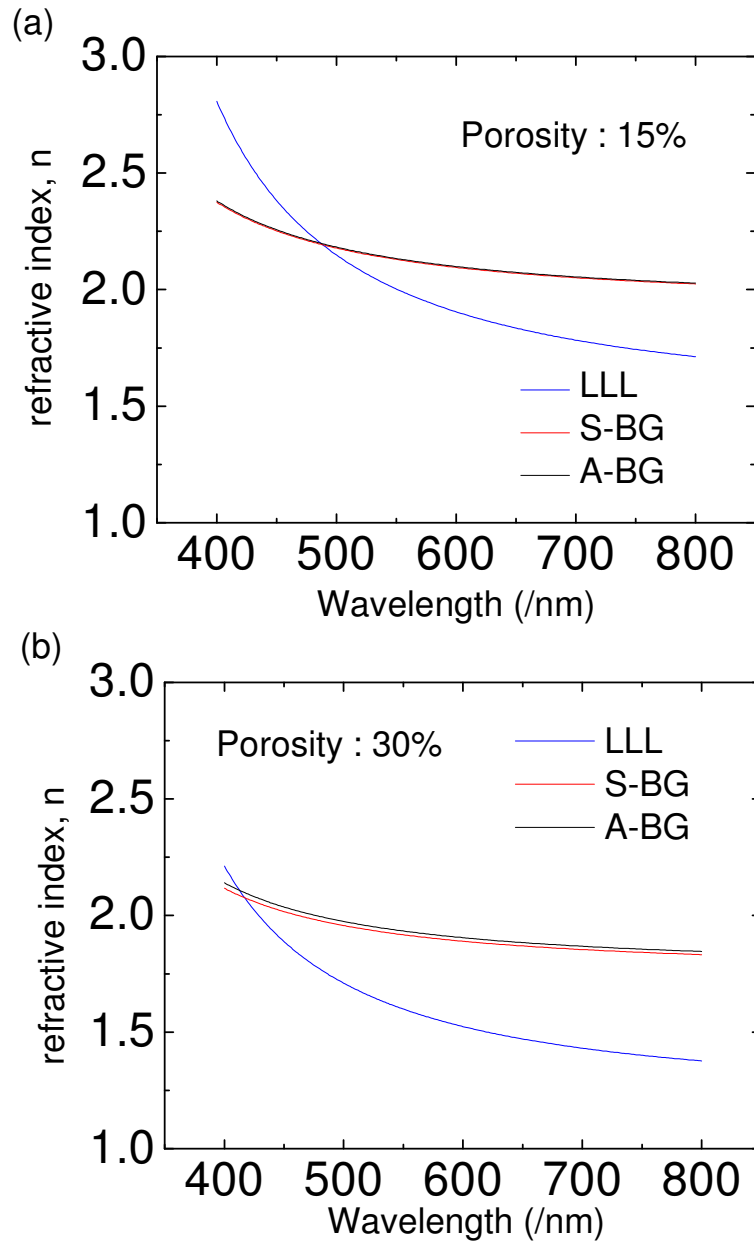 (a)
3.0
Porosity : 15%
2.5
refractive index, n
2.0
LLL
1.5
S-BG
A-BG
1.0
400 500 600 700 800
Wavelength (/nm)
(b)
3.0
Porosity : 30%
LLL
S-BG
2.5
A-BG
refractive index, n
2.0
1.5
1.0
400 500 600 700 800
Wavelength (/nm)